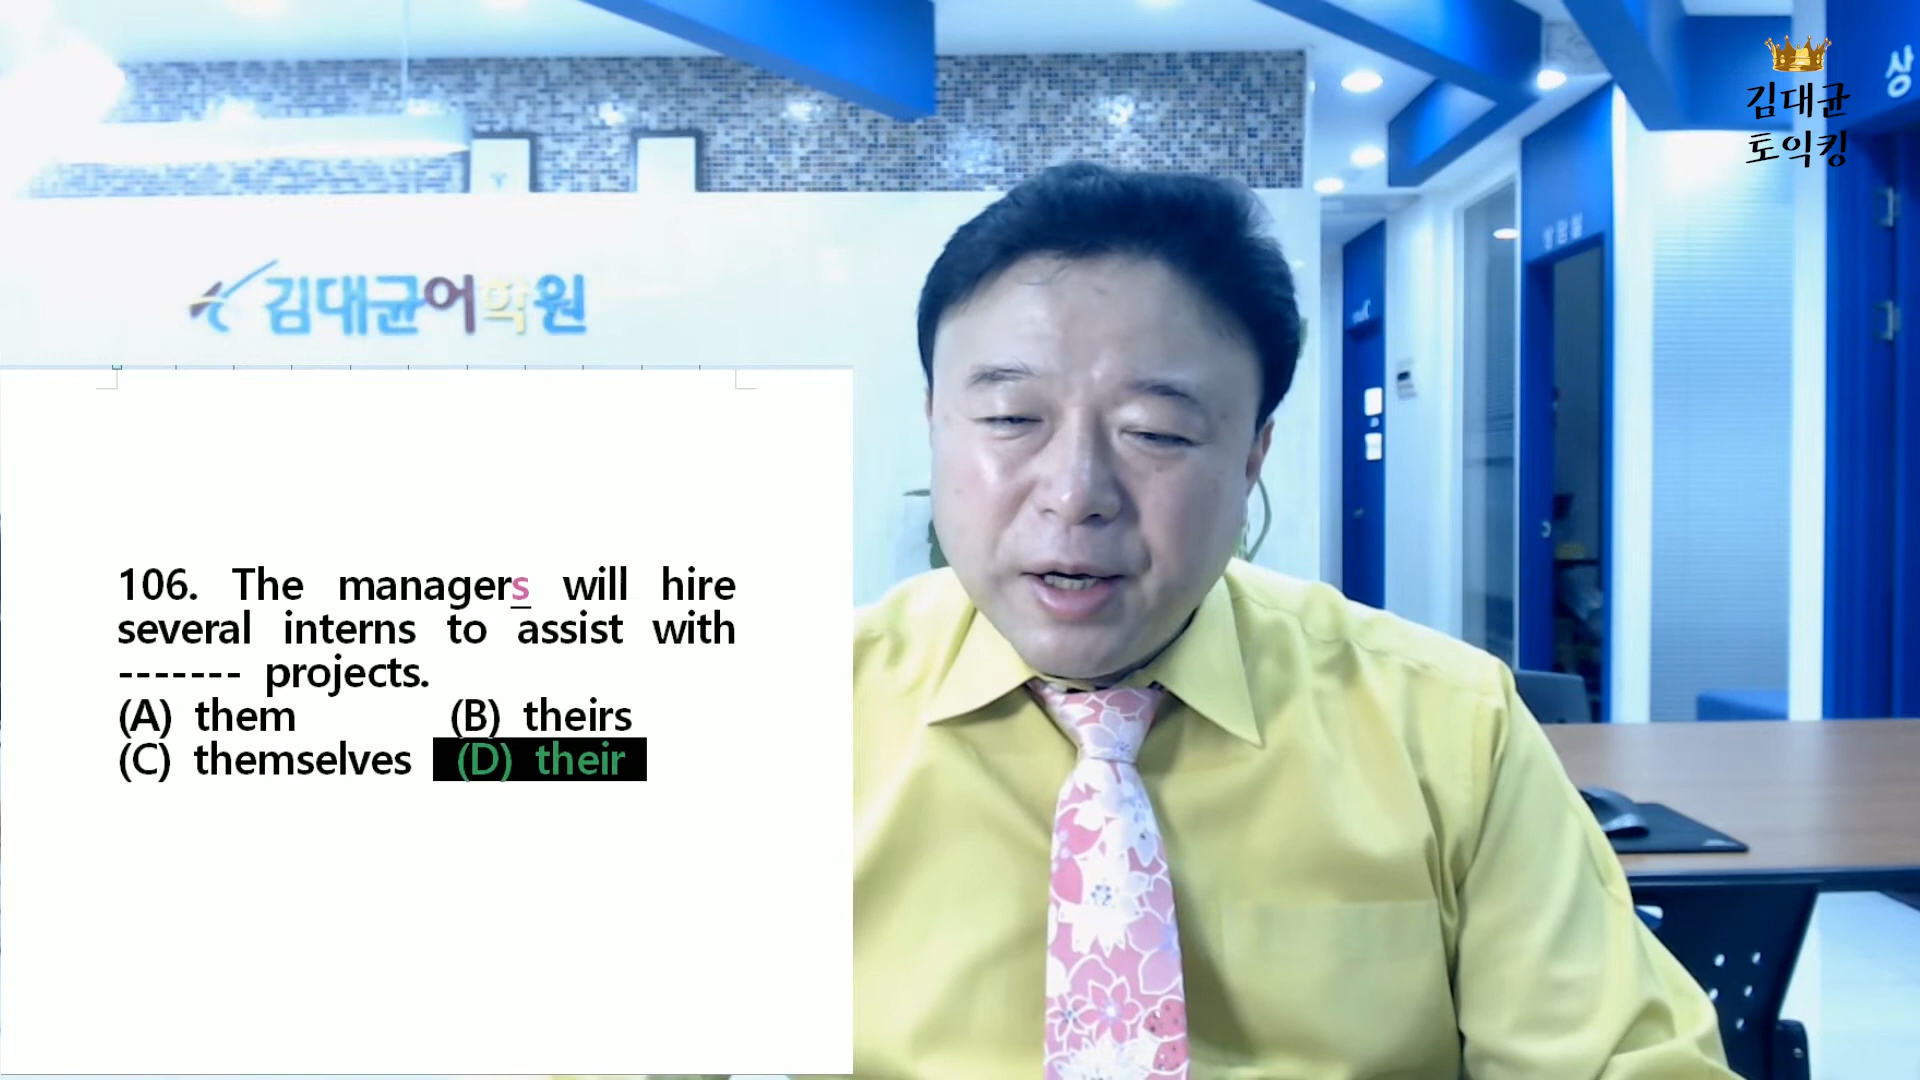 김대균
토익킹
상
김대균어학원
106. The managers will hire
several interns to assist with
------- projects.
(A) them (B) theirs
(C) themselves (D) their